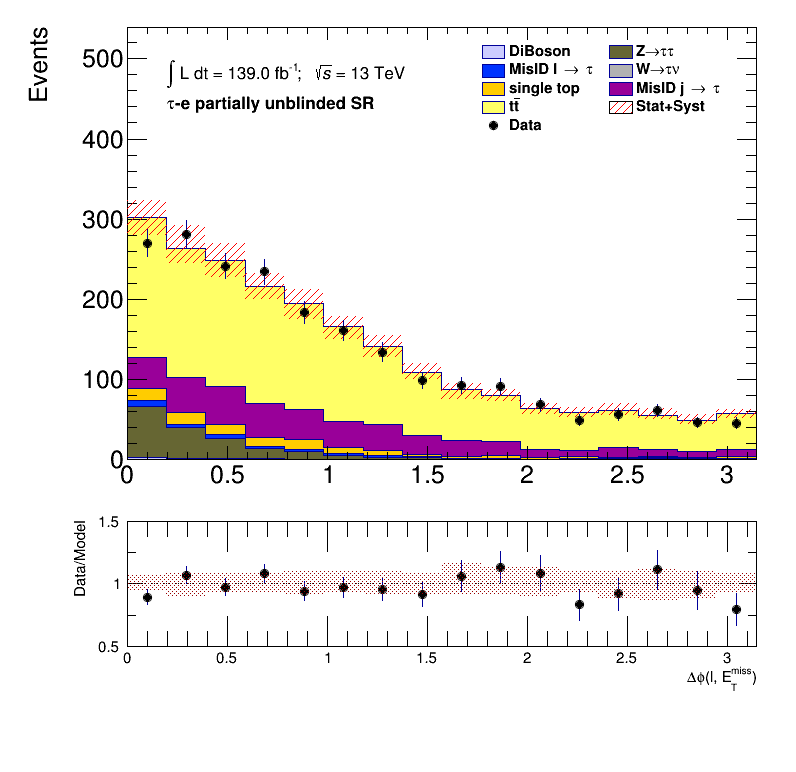 Events
500
400
300
200
100
0
∫ L dt = 139.0 fb⁻¹; √s = 13 TeV
τ-e partially unblinded SR
DiBoson
MisID l → τ
single top
tt̄
Data
Z→ττ
W→τν
MisID j → τ
Stat+Syst
0 0.5 1 1.5 2 2.5 3
Data/Model
1.5
1
0.5
0 0.5 1 1.5 2 2.5 3
Δϕ(l, E_T^miss)